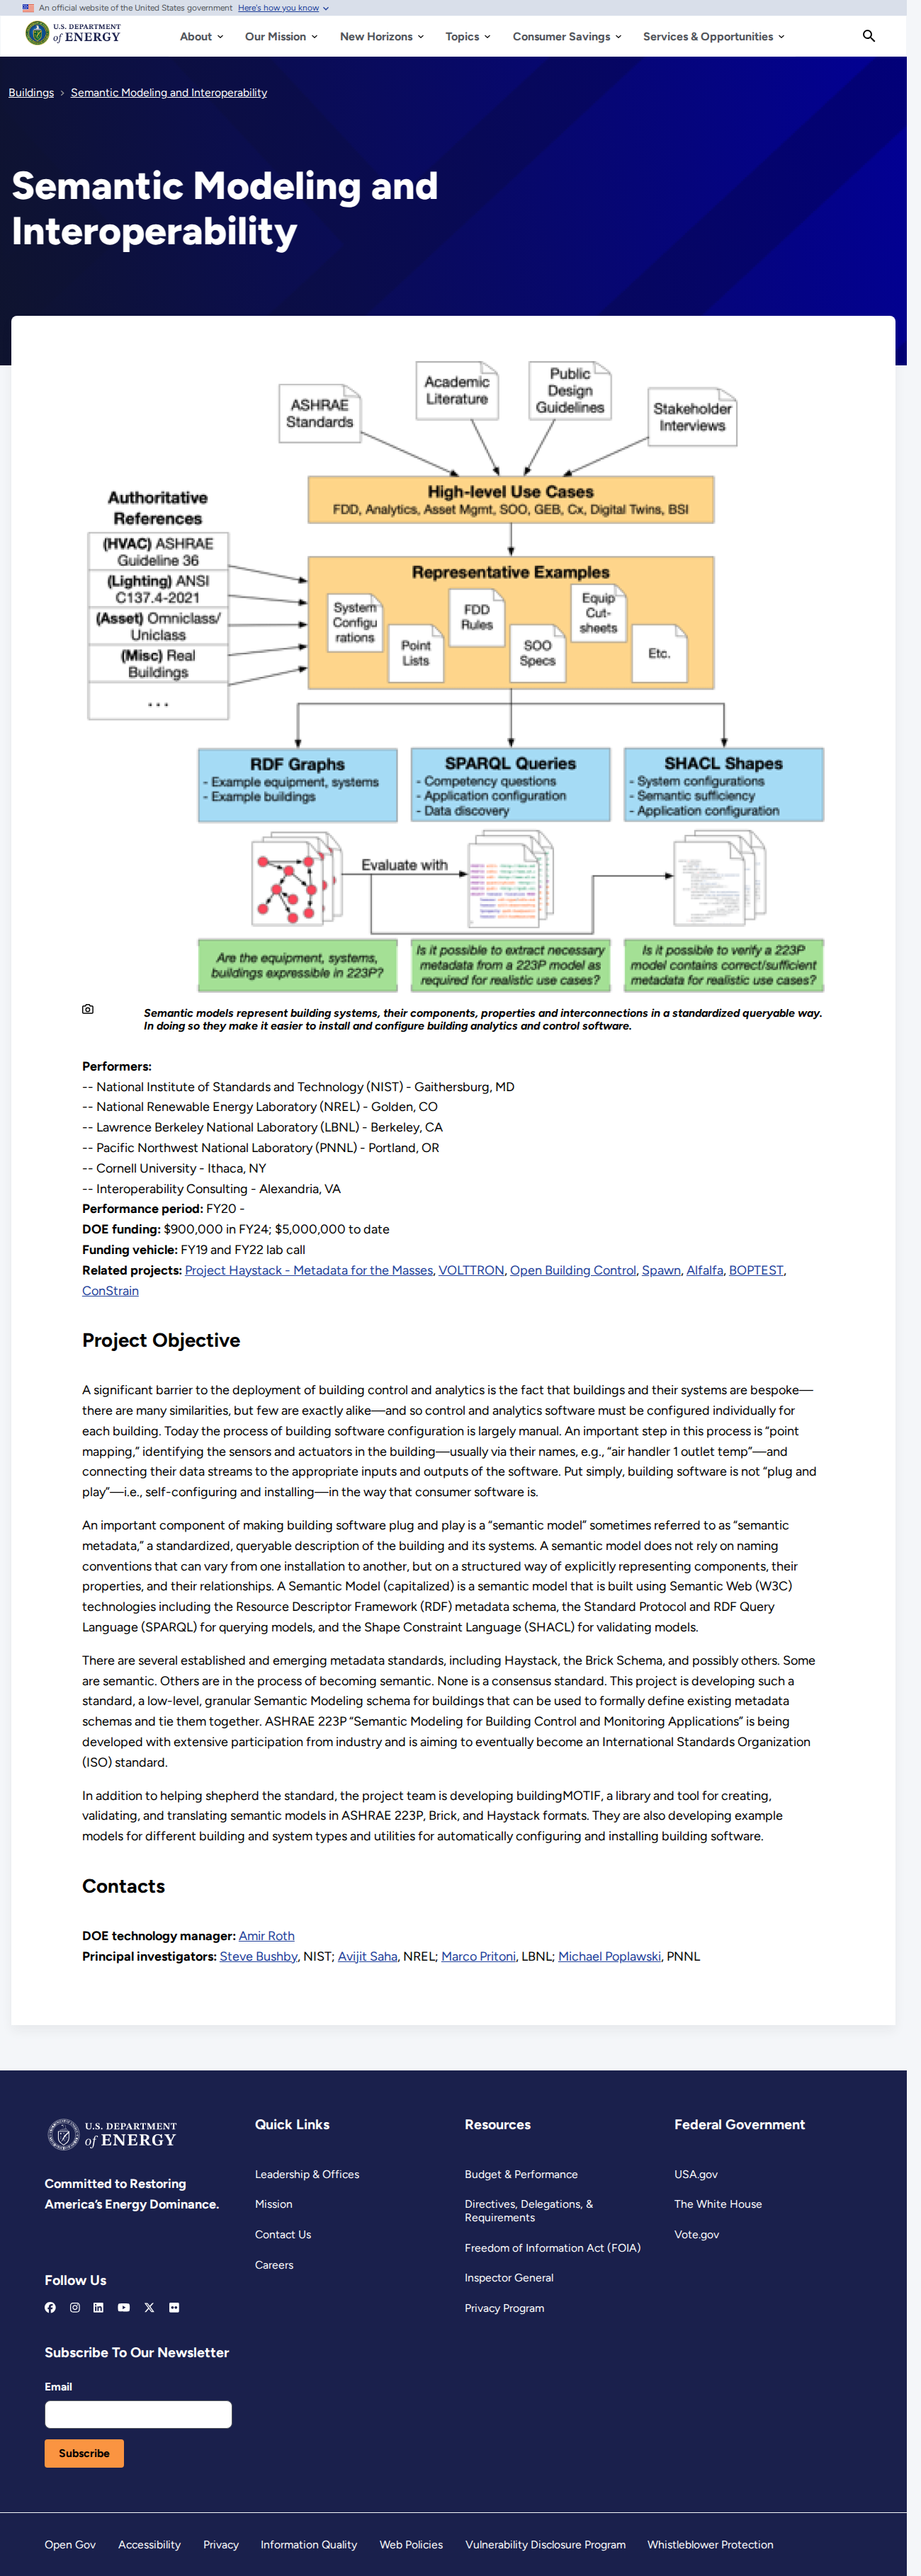 An official website of the United States government Here's how you know
U.S. DEPARTMENT
of ENERGY
About
Our Mission
New Horizons
Topics
Consumer Savings
Services & Opportunities
Buildings > Semantic Modeling and Interoperability
Semantic Modeling and
Interoperability
ASHRAE
Standards
Academic
Literature
Public
Design
Guidelines
Stakeholder
Interviews
High-level Use Cases
FDD, Analytics, Asset Mgmt, SOO, GEB, Cx, Digital Twins, BSI
Authoritative
References
(HVAC) ASHRAE
Guideline 36
(Lighting) ANSI
C137.4-2021
(Asset) Omniclass/
Uniclass
(Misc) Real
Buildings
...
Representative Examples
System
Configu
rations
Point
Lists
FDD
Rules
SOO
Specs
Equip
Cut-
sheets
Etc.
RDF Graphs
- Example equipment, systems
- Example buildings
SPARQL Queries
- Competency questions
- Application configuration
- Data discovery
SHACL Shapes
- System configurations
- Semantic sufficiency
- Application configuration
Evaluate with
Are the equipment, systems,
buildings expressible in 223P?
Is it possible to extract necessary
metadata from a 223P model as
required for realistic use cases?
Is it possible to verify a 223P
model contains correct/sufficient
metadata for realistic use cases?
Semantic models represent building systems, their components, properties and interconnections in a standardized queryable way.
In doing so they make it easier to install and configure building analytics and control software.
Performers:
-- National Institute of Standards and Technology (NIST) - Gaithersburg, MD
-- National Renewable Energy Laboratory (NREL) - Golden, CO
-- Lawrence Berkeley National Laboratory (LBNL) - Berkeley, CA
-- Pacific Northwest National Laboratory (PNNL) - Portland, OR
-- Cornell University - Ithaca, NY
-- Interoperability Consulting - Alexandria, VA
Performance period: FY20 -
DOE funding: $900,000 in FY24; $5,000,000 to date
Funding vehicle: FY19 and FY22 lab call
Related projects: Project Haystack - Metadata for the Masses, VOLTTRON, Open Building Control, Spawn, Alfalfa, BOPTEST,
ConStrain
Project Objective
A significant barrier to the deployment of building control and analytics is the fact that buildings and their systems are bespoke—
there are many similarities, but few are exactly alike—and so control and analytics software must be configured individually for
each building. Today the process of building software configuration is largely manual. An important step in this process is “point
mapping,” identifying the sensors and actuators in the building—usually via their names, e.g., “air handler 1 outlet temp”—and
connecting their data streams to the appropriate inputs and outputs of the software. Put simply, building software is not “plug and
play”—i.e., self-configuring and installing—in the way that consumer software is.
An important component of making building software plug and play is a “semantic model” sometimes referred to as “semantic
metadata,” a standardized, queryable description of the building and its systems. A semantic model does not rely on naming
conventions that can vary from one installation to another, but on a structured way of explicitly representing components, their
properties, and their relationships. A Semantic Model (capitalized) is a semantic model that is built using Semantic Web (W3C)
technologies including the Resource Descriptor Framework (RDF) metadata schema, the Standard Protocol and RDF Query
Language (SPARQL) for querying models, and the Shape Constraint Language (SHACL) for validating models.
There are several established and emerging metadata standards, including Haystack, the Brick Schema, and possibly others. Some
are semantic. Others are in the process of becoming semantic. None is a consensus standard. This project is developing such a
standard, a low-level, granular Semantic Modeling schema for buildings that can be used to formally define existing metadata
schemas and tie them together. ASHRAE 223P “Semantic Modeling for Building Control and Monitoring Applications” is being
developed with extensive participation from industry and is aiming to eventually become an International Standards Organization
(ISO) standard.
In addition to helping shepherd the standard, the project team is developing buildingMOTIF, a library and tool for creating,
validating, and translating semantic models in ASHRAE 223P, Brick, and Haystack formats. They are also developing example
models for different building and system types and utilities for automatically configuring and installing building software.
Contacts
DOE technology manager: Amir Roth
Principal investigators: Steve Bushby, NIST; Avijit Saha, NREL; Marco Pritoni, LBNL; Michael Poplawski, PNNL
U.S. DEPARTMENT
of ENERGY
Committed to Restoring
America’s Energy Dominance.
Follow Us
Subscribe To Our Newsletter
Email
Subscribe
Quick Links
Leadership & Offices
Mission
Contact Us
Careers
Resources
Budget & Performance
Directives, Delegations, &
Requirements
Freedom of Information Act (FOIA)
Inspector General
Privacy Program
Federal Government
USA.gov
The White House
Vote.gov
Open Gov
Accessibility
Privacy
Information Quality
Web Policies
Vulnerability Disclosure Program
Whistleblower Protection